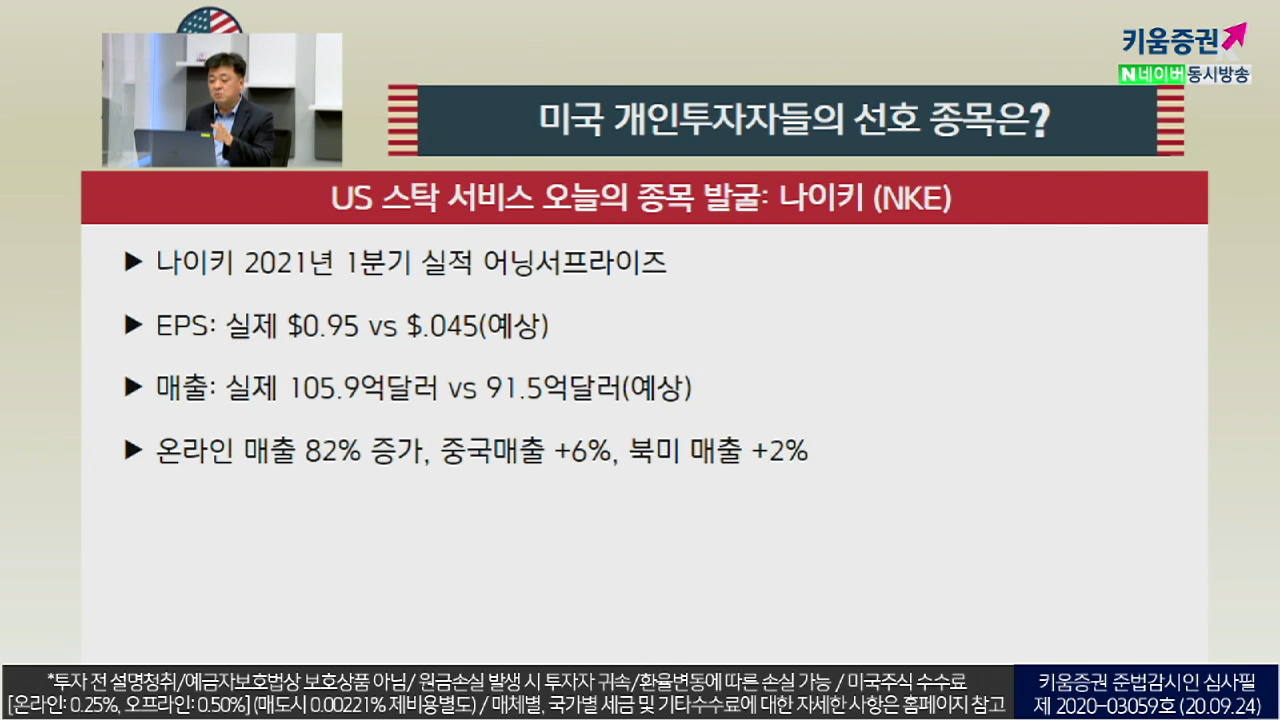 키움증권
N 네이버 동시방송
미국 개인투자자들의 선호 종목은?
US 스탁 서비스 오늘의 종목 발굴: 나이키 (NKE)
▶ 나이키 2021년 1분기 실적 어닝서프라이즈
▶ EPS: 실제 $0.95 vs $.045(예상)
▶ 매출: 실제 105.9억달러 vs 91.5억달러(예상)
▶ 온라인 매출 82% 증가, 중국매출 +6%, 북미 매출 +2%
*투자 전 설명청취/예금자보호법상 보호상품 아님/ 원금손실 발생 시 투자자 귀속/환율변동에 따른 손실 가능 / 미국주식 수수료
[온라인: 0.25%, 오프라인: 0.50%] (매도시 0.00221% 제비용별도) / 매체별, 국가별 세금 및 기타수수료에 대한 자세한 사항은 홈페이지 참고
키움증권 준법감시인 심사필
제 2020-03059호 (20.09.24)